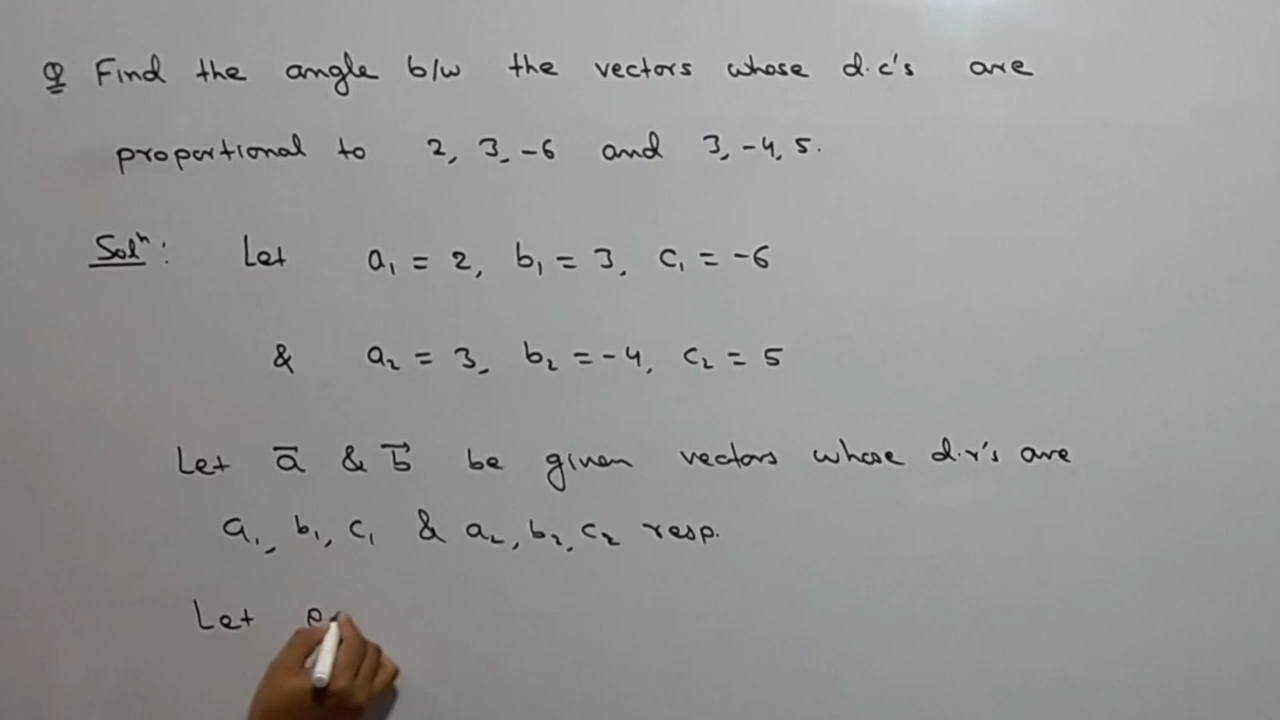 Q Find the angle b/w the vectors whose d.c's are
proportional to 2, 3, -6 and 3, -4, 5.
Solⁿ: Let a₁ = 2, b₁ = 3, c₁ = -6
& a₂ = 3, b₂ = -4, c₂ = 5
Let a̅ & b⃗ be given vectors whose d.r's are
a₁, b₁, c₁ & a₂, b₂, c₂ resp.
Let